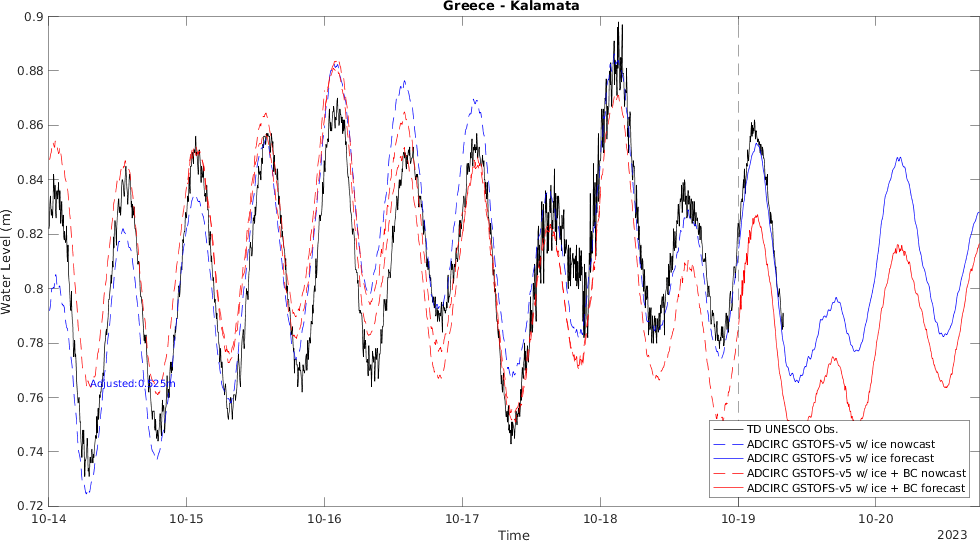 Greece - Kalamata
Water Level (m)
0.9
0.88
0.86
0.84
0.82
0.8
0.78
0.76
0.74
0.72
Adjusted:0.525m
TD UNESCO Obs.
ADCIRC GSTOFS-v5 w/ ice nowcast
ADCIRC GSTOFS-v5 w/ ice forecast
ADCIRC GSTOFS-v5 w/ ice + BC nowcast
ADCIRC GSTOFS-v5 w/ ice + BC forecast
10-14 10-15 10-16 10-17 10-18 10-19 10-20
Time
2023